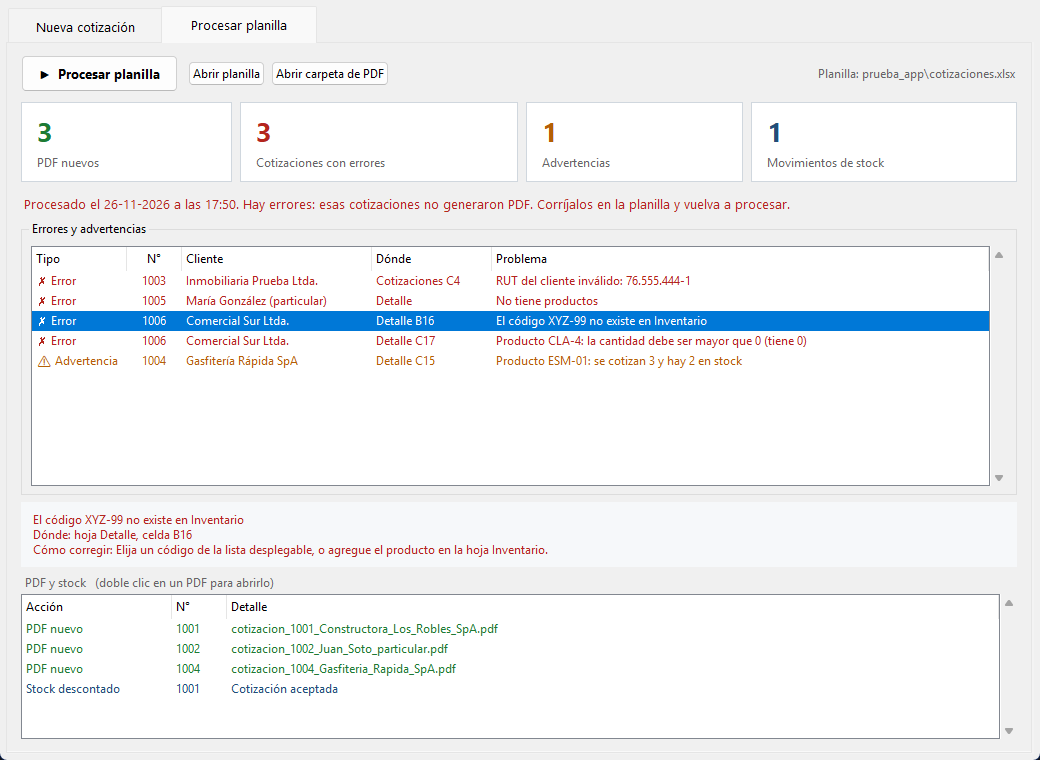 Nueva cotización
Procesar planilla
► Procesar planilla
Abrir planilla
Abrir carpeta de PDF
Planilla: prueba_app\cotizaciones.xlsx
3
PDF nuevos
3
Cotizaciones con errores
1
Advertencias
1
Movimientos de stock
Procesado el 26-11-2026 a las 17:50. Hay errores: esas cotizaciones no generaron PDF. Corríjalos en la planilla y vuelva a procesar.
Errores y advertencias
Tipo N° Cliente Dónde Problema
✗ Error 1003 Inmobiliaria Prueba Ltda. Cotizaciones C4 RUT del cliente inválido: 76.555.444-1
✗ Error 1005 María González (particular) Detalle No tiene productos
✗ Error 1006 Comercial Sur Ltda. Detalle B16 El código XYZ-99 no existe en Inventario
✗ Error 1006 Comercial Sur Ltda. Detalle C17 Producto CLA-4: la cantidad debe ser mayor que 0 (tiene 0)
⚠ Advertencia 1004 Gasfitería Rápida SpA Detalle C15 Producto ESM-01: se cotizan 3 y hay 2 en stock
El código XYZ-99 no existe en Inventario
Dónde: hoja Detalle, celda B16
Cómo corregir: Elija un código de la lista desplegable, o agregue el producto en la hoja Inventario.
PDF y stock (doble clic en un PDF para abrirlo)
Acción N° Detalle
PDF nuevo 1001 cotizacion_1001_Constructora_Los_Robles_SpA.pdf
PDF nuevo 1002 cotizacion_1002_Juan_Soto_particular.pdf
PDF nuevo 1004 cotizacion_1004_Gasfiteria_Rapida_SpA.pdf
Stock descontado 1001 Cotización aceptada